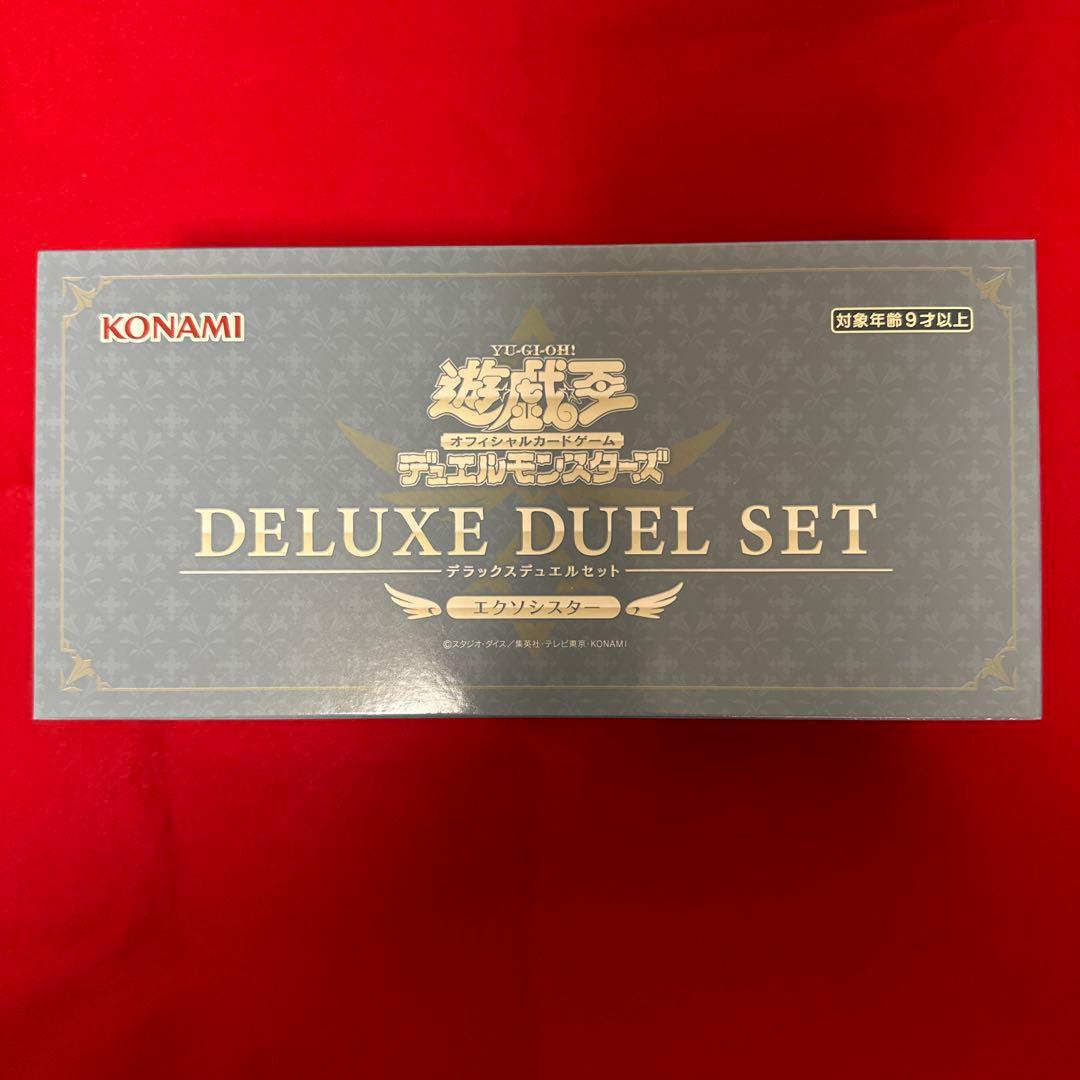 KONAMI
対象年齢9才以上
YU-GI-OH!
遊戯王
オフィシャルカードゲーム
デュエルモンスターズ
DELUXE DUEL SET
デラックスデュエルセット
エクソシスター
©スタジオ・ダイス／集英社・テレビ東京・KONAMI